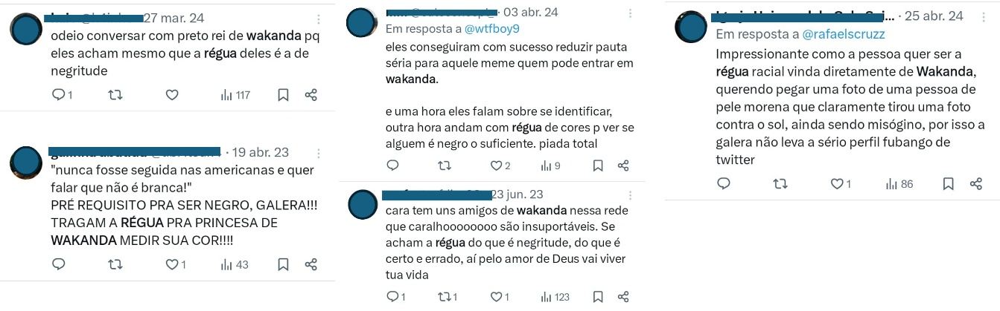 27 mar. 24
odeio conversar com preto rei de wakanda pq
eles acham mesmo que a régua deles é a de
negritude
1
117
· 19 abr. 23
"nunca fosse seguida nas americanas e quer
falar que não é branca!"
PRÉ REQUISITO PRA SER NEGRO, GALERA!!!
TRAGAM A RÉGUA PRA PRINCESA DE
WAKANDA MEDIR SUA COR!!!!
1
43
· 03 abr. 24
Em resposta a @wtfboy9
eles conseguiram com sucesso reduzir pauta
séria para aquele meme quem pode entrar em
wakanda.
e uma hora eles falam sobre se identificar,
outra hora andam com régua de cores p ver se
alguem é negro o suficiente. piada total
2
9
23 jun. 23
cara tem uns amigos de wakanda nessa rede
que caralhoooooooo são insuportáveis. Se
acham a régua do que é negritude, do que é
certo e errado, aí pelo amor de Deus vai viver
tua vida
1
1
1
123
... · 25 abr. 24
Em resposta a @rafaelscruzz
Impressionante como a pessoa quer ser a
régua racial vinda diretamente de Wakanda,
querendo pegar uma foto de uma pessoa de
pele morena que claramente tirou uma foto
contra o sol, ainda sendo misógino, por isso a
galera não leva a sério perfil fubango de
twitter
1
86